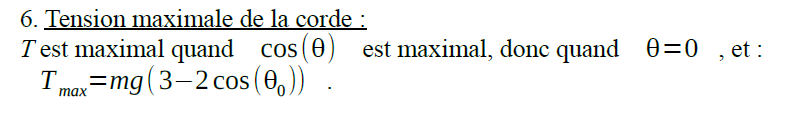 6. Tension maximale de la corde :
T est maximal quand cos(θ) est maximal, donc quand θ=0 , et :
T_max=mg(3−2cos(θ₀)) .